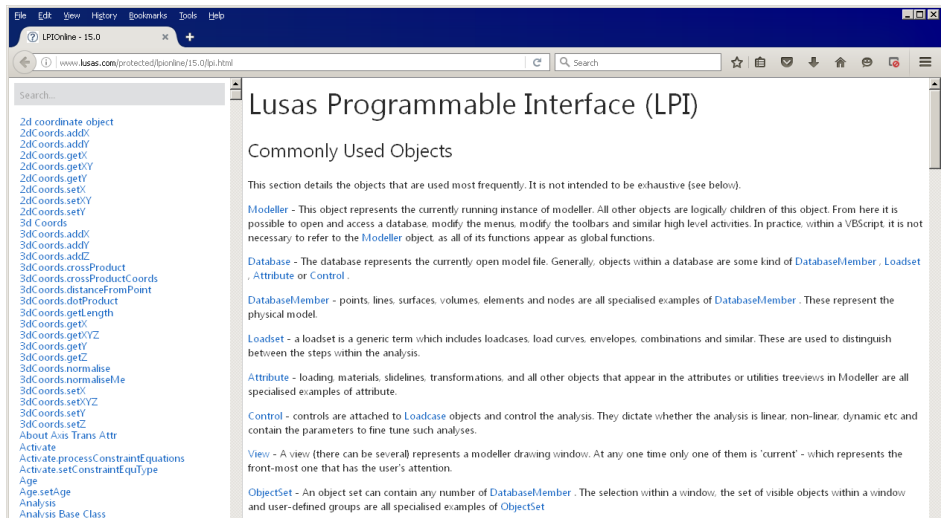 File Edit View History Bookmarks Tools Help
LPIOnline - 15.0
www.lusas.com/protected/lpionline/15.0/lpi.html
Search
Search...
2d coordinate object
2dCoords.addX
2dCoords.addY
2dCoords.getX
2dCoords.getXY
2dCoords.getY
2dCoords.setX
2dCoords.setXY
2dCoords.setY
3d Coords
3dCoords.addX
3dCoords.addY
3dCoords.addZ
3dCoords.crossProduct
3dCoords.crossProductCoords
3dCoords.distanceFromPoint
3dCoords.dotProduct
3dCoords.getLength
3dCoords.getX
3dCoords.getXYZ
3dCoords.getY
3dCoords.getZ
3dCoords.normalise
3dCoords.normaliseMe
3dCoords.setX
3dCoords.setXYZ
3dCoords.setY
3dCoords.setZ
About Axis Trans Attr
Activate
Activate.processConstraintEquations
Activate.setConstraintEquType
Age
Age.setAge
Analysis
Analysis Base Class
Lusas Programmable Interface (LPI)
Commonly Used Objects
This section details the objects that are used most frequently. It is not intended to be exhaustive (see below).
Modeller - This object represents the currently running instance of modeller. All other objects are logically children of this object. From here it is
possible to open and access a database, modify the menus, modify the toolbars and similar high level activities. In practice, within a VBScript, it is not
necessary to refer to the Modeller object, as all of its functions appear as global functions.
Database - The database represents the currently open model file. Generally, objects within a database are some kind of DatabaseMember , Loadset
, Attribute or Control .
DatabaseMember - points, lines, surfaces, volumes, elements and nodes are all specialised examples of DatabaseMember . These represent the
physical model.
Loadset - a loadset is a generic term which includes loadcases, load curves, envelopes, combinations and similar. These are used to distinguish
between the steps within the analysis.
Attribute - loading, materials, slidelines, transformations, and all other objects that appear in the attributes or utilities treeviews in Modeller are all
specialised examples of attribute.
Control - controls are attached to Loadcase objects and control the analysis. They dictate whether the analysis is linear, non-linear, dynamic etc and
contain the parameters to fine tune such analyses.
View - A view (there can be several) represents a modeller drawing window. At any one time only one of them is 'current' - which represents the
front-most one that has the user's attention.
ObjectSet - An object set can contain any number of DatabaseMember . The selection within a window, the set of visible objects within a window
and user-defined groups are all specialised examples of ObjectSet